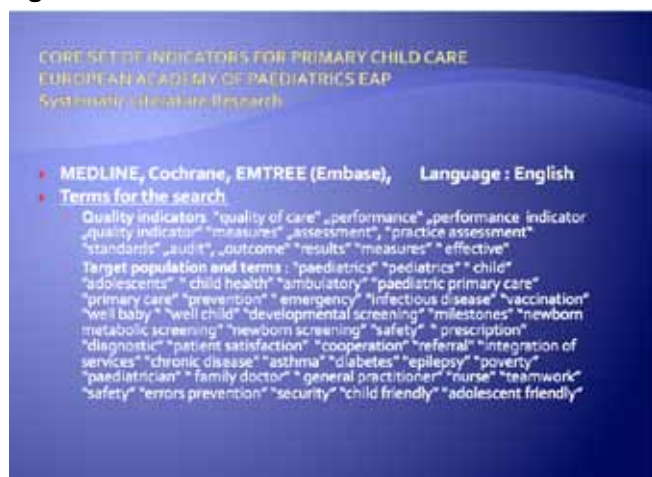 CORE SET OF INDICATORS FOR PRIMARY CHILD CARE
EUROPEAN ACADEMY OF PAEDIATRICS EAP
Systematic Literature Research
MEDLINE, Cochrane, EMTREE (Embase), Language : English
Terms for the search
Quality indicators "quality of care" „performance" „performance indicator
„quality indicator" "measures" „assessment", "practice assessment"
"standards" „audit", „outcome" "results" "measures" " effective"
Target population and terms : "paediatrics" "pediatrics" " child"
"adolescents" " child health" "ambulatory" "paediatric primary care"
"primary care" "prevention" " emergency" "infectious disease" "vaccination"
"well baby " "well child" "developmental screening" "milestones" "newborn
metabolic screening" "newborn screening" "safety" " prescription"
"diagnostic" "patient satisfaction" "cooperation" "referral" "integration of
services" "chronic disease" "asthma" "diabetes" "epilepsy" "poverty"
"paediatrician" " family doctor" " general practitioner" "nurse" "teamwork"
"safety" "errors prevention" "security" "child friendly" "adolescent friendly"